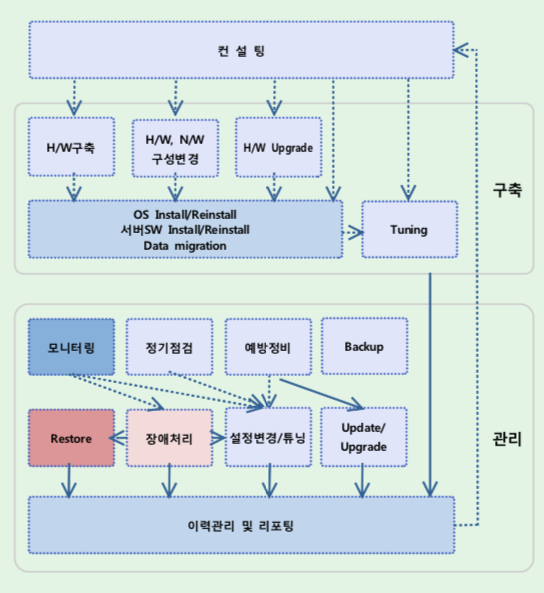 컨 설 팅
H/W구축
H/W, N/W
구성변경
H/W Upgrade
구축
OS Install/Reinstall
서버SW Install/Reinstall
Data migration
Tuning
모니터링
정기점검
예방정비
Backup
Restore
장애처리
설정변경/튜닝
Update/
Upgrade
관리
이력관리 및 리포팅